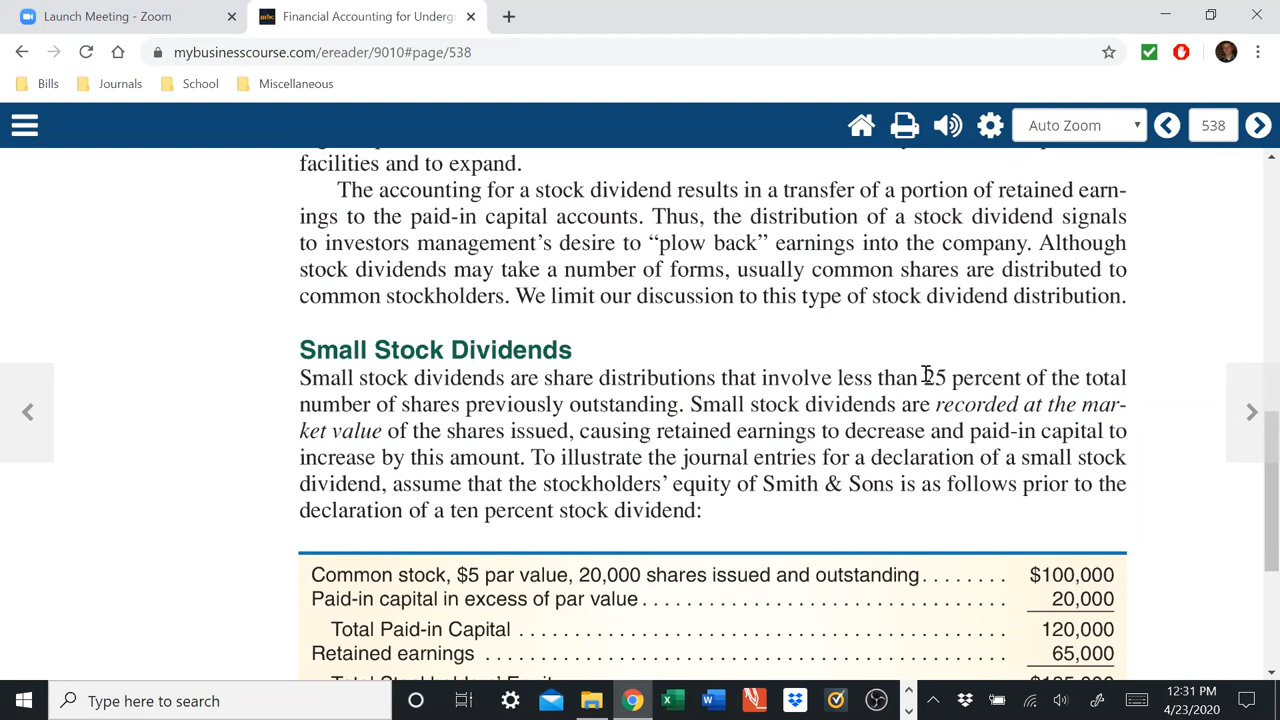 Launch Meeting - Zoom
Financial Accounting for Underg
mybusinesscourse.com/ereader/9010#page/538
Bills
Journals
School
Miscellaneous
Auto Zoom
538
facilities and to expand.
The accounting for a stock dividend results in a transfer of a portion of retained earn-
ings to the paid-in capital accounts. Thus, the distribution of a stock dividend signals
to investors management’s desire to “plow back” earnings into the company. Although
stock dividends may take a number of forms, usually common shares are distributed to
common stockholders. We limit our discussion to this type of stock dividend distribution.
Small Stock Dividends
Small stock dividends are share distributions that involve less than 25 percent of the total
number of shares previously outstanding. Small stock dividends are recorded at the mar-
ket value of the shares issued, causing retained earnings to decrease and paid-in capital to
increase by this amount. To illustrate the journal entries for a declaration of a small stock
dividend, assume that the stockholders’ equity of Smith & Sons is as follows prior to the
declaration of a ten percent stock dividend:
Common stock, $5 par value, 20,000 shares issued and outstanding . . . . . . . . $100,000
Paid-in capital in excess of par value . . . . . . . . . . . . . . . . . . . . . . . . . . . . . . . 20,000
Total Paid-in Capital . . . . . . . . . . . . . . . . . . . . . . . . . . . . . . . . . . . . . . . . . . 120,000
Retained earnings . . . . . . . . . . . . . . . . . . . . . . . . . . . . . . . . . . . . . . . . . . . . 65,000
Type here to search
12:31 PM
4/23/2020